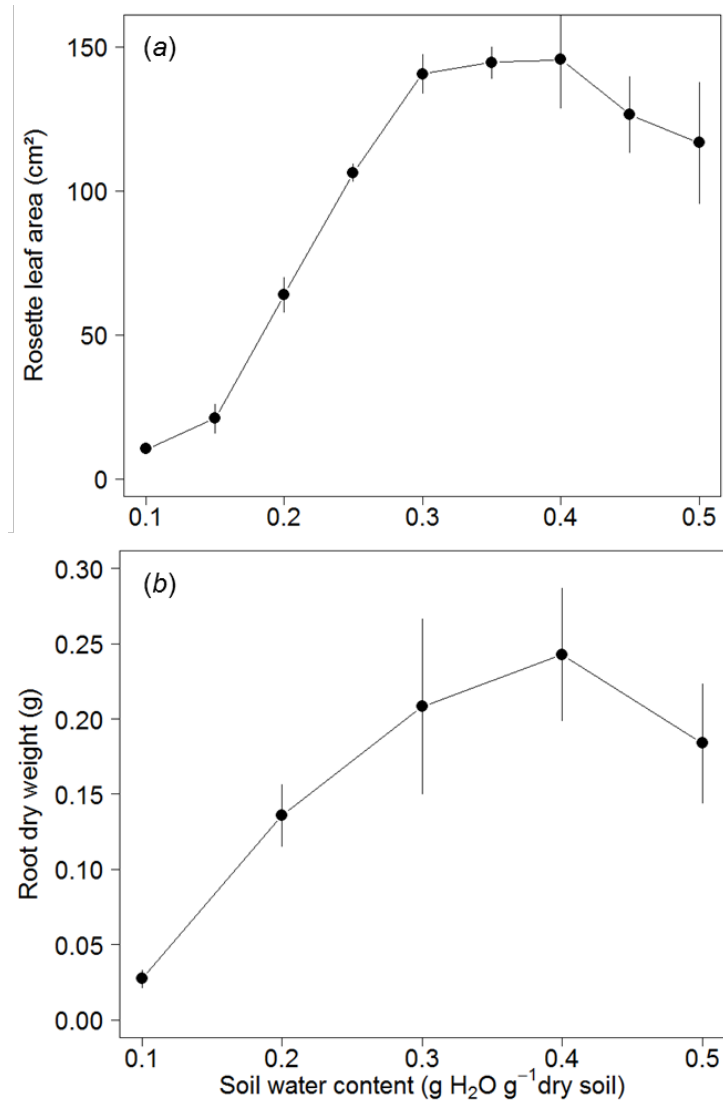 (a)
Rosette leaf area (cm²)
150
100
50
0
0.1 0.2 0.3 0.4 0.5
(b)
Root dry weight (g)
0.30
0.25
0.20
0.15
0.10
0.05
0.00
0.1 0.2 0.3 0.4 0.5
Soil water content (g H₂O g⁻¹dry soil)